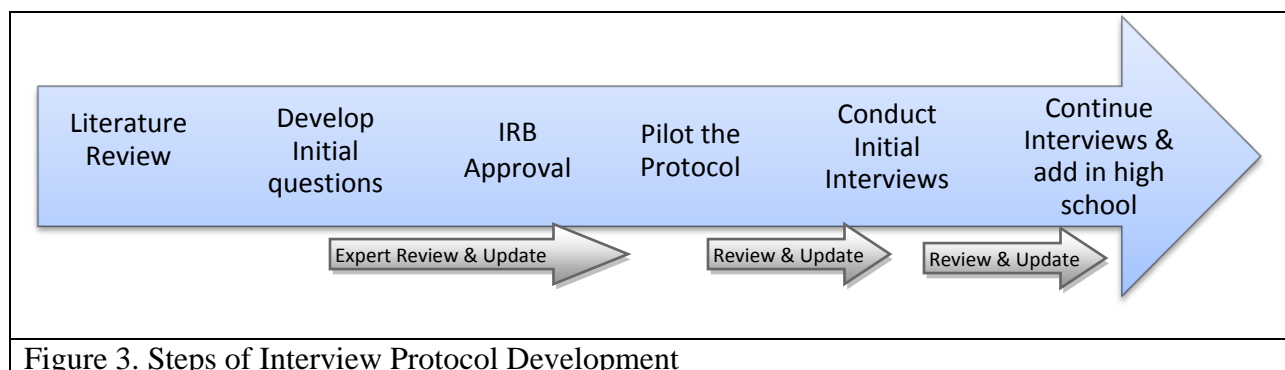 Literature
Review
Develop
Initial
questions
IRB
Approval
Pilot the
Protocol
Conduct
Initial
Interviews
Continue
Interviews &
add in high
school
Expert Review & Update
Review & Update
Review & Update
Figure 3. Steps of Interview Protocol Development